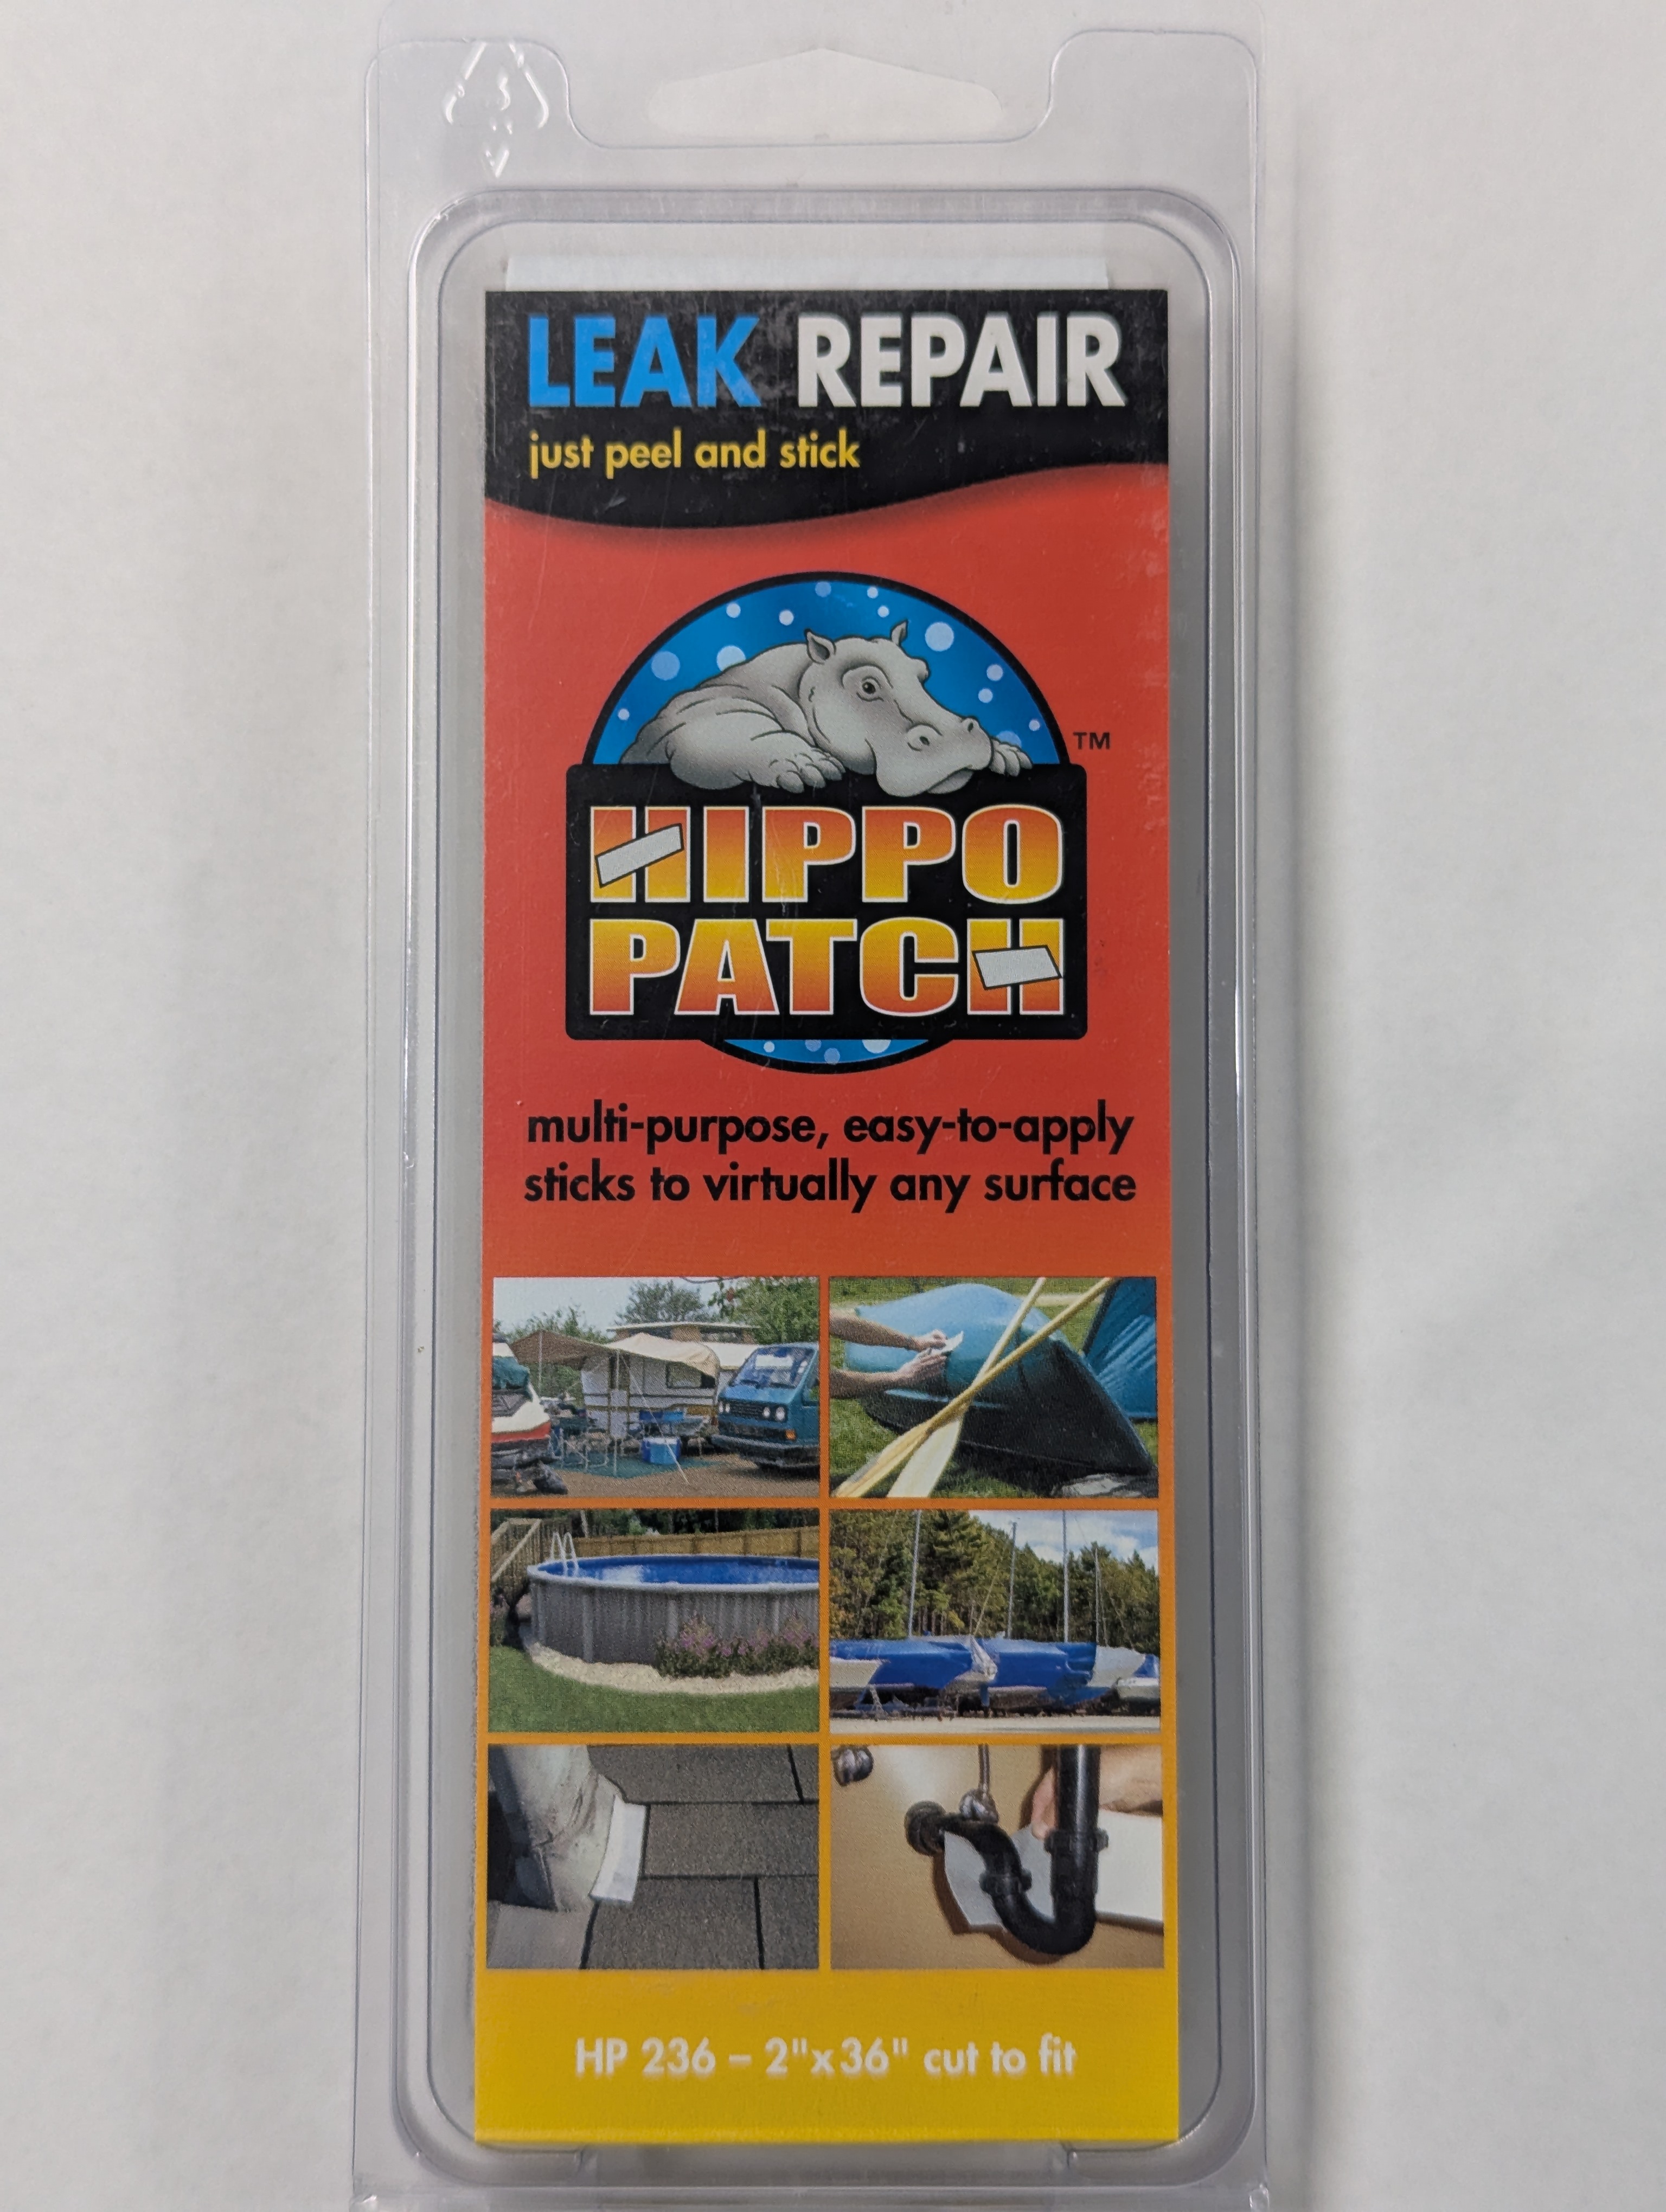 LEAK REPAIR
just peel and stick
TM
HIPPO
PATCH
multi-purpose, easy-to-apply
sticks to virtually any surface
HP 236 – 2"x36" cut to fit